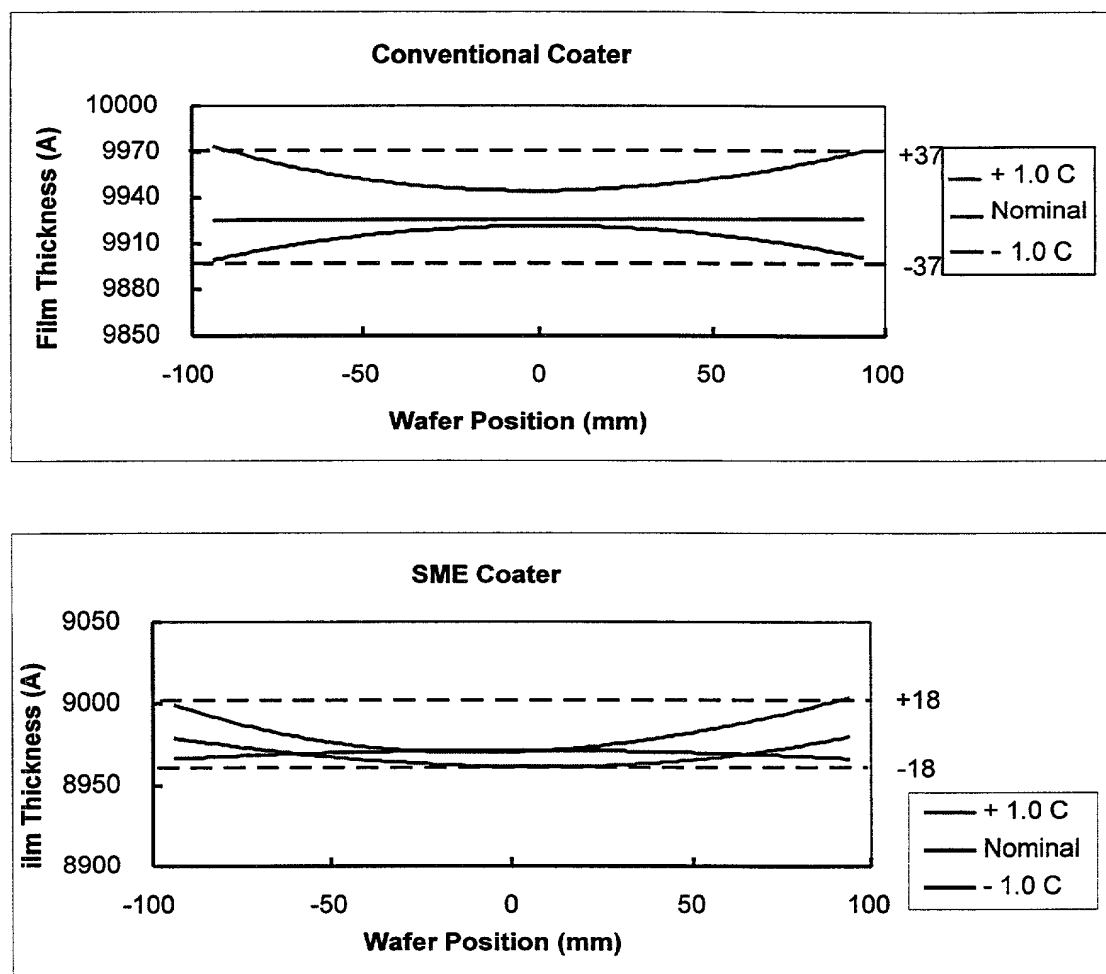 Conventional Coater
Film Thickness (A)
10000
9970
9940
9910
9880
9850
+37
-37
+ 1.0 C
Nominal
- 1.0 C
-100 -50 0 50 100
Wafer Position (mm)
SME Coater
ilm Thickness (A)
9050
9000
8950
8900
+18
-18
+ 1.0 C
Nominal
- 1.0 C
-100 -50 0 50 100
Wafer Position (mm)